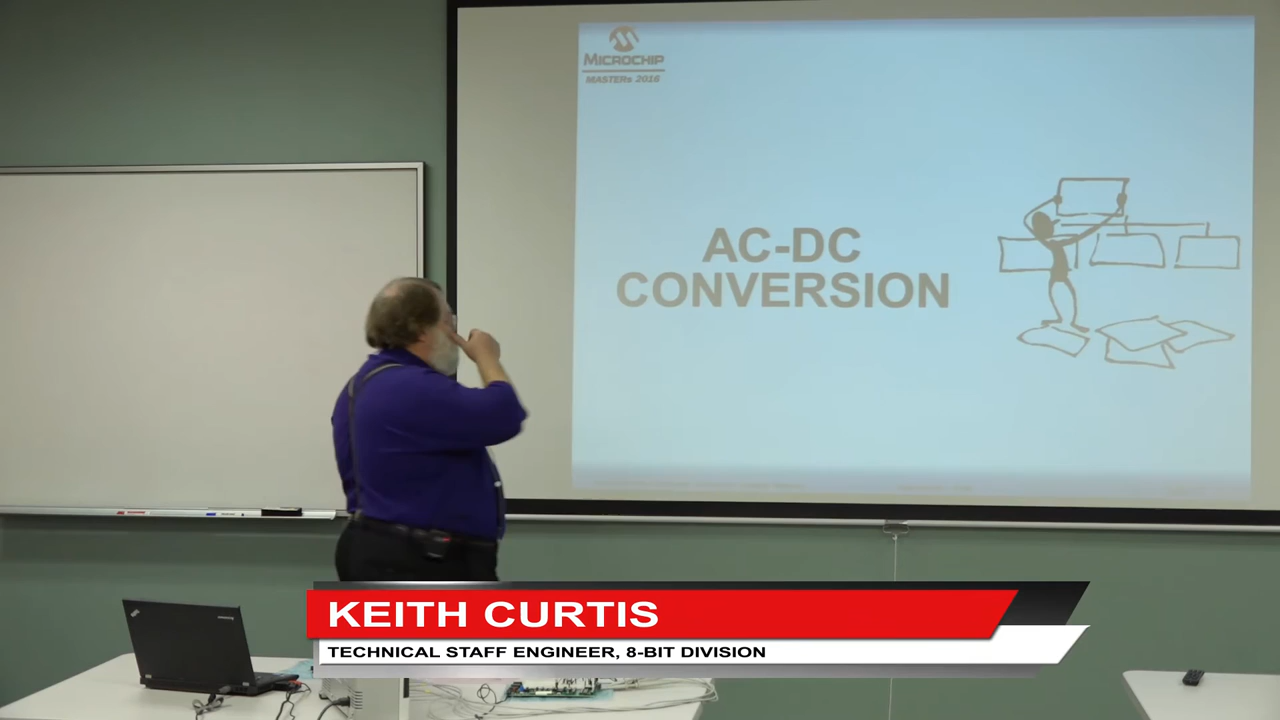 MICROCHIP
MASTERs 2016
AC-DC
CONVERSION
KEITH CURTIS
TECHNICAL STAFF ENGINEER, 8-BIT DIVISION